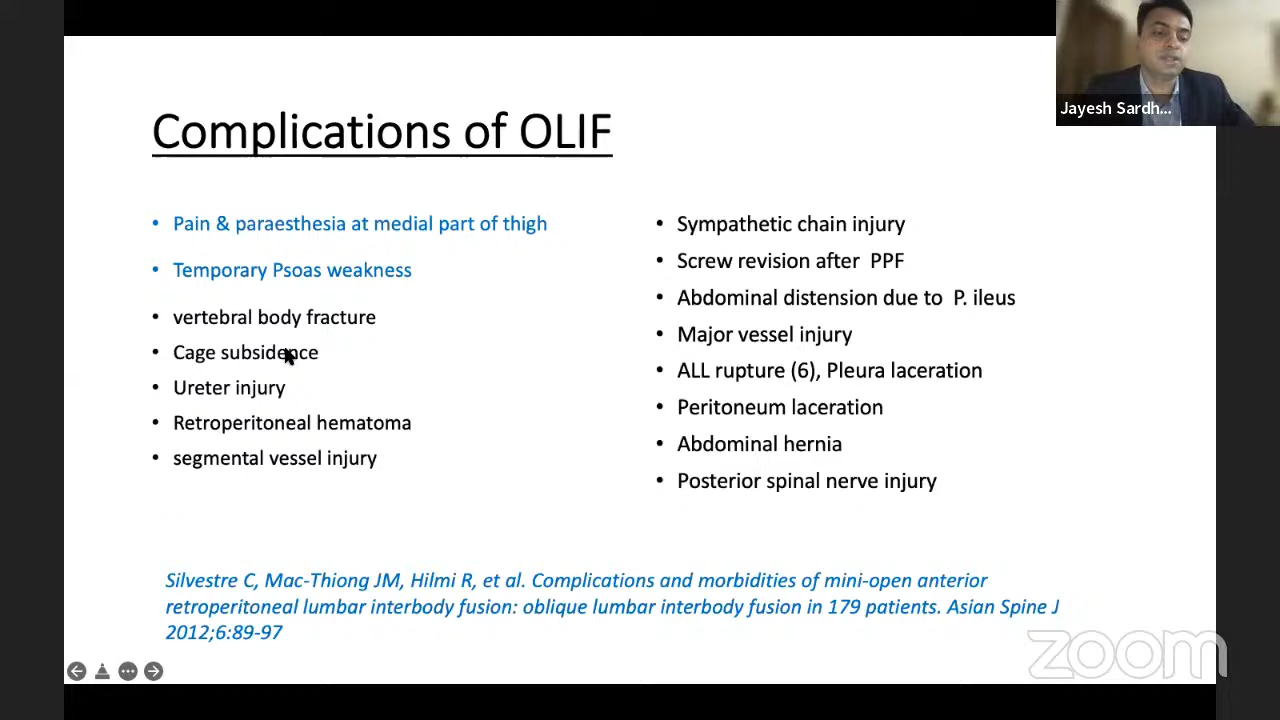 Jayesh Sardh...
Complications of OLIF
• Pain & paraesthesia at medial part of thigh
• Temporary Psoas weakness
• vertebral body fracture
• Cage subsidence
• Ureter injury
• Retroperitoneal hematoma
• segmental vessel injury
• Sympathetic chain injury
• Screw revision after PPF
• Abdominal distension due to P. ileus
• Major vessel injury
• ALL rupture (6), Pleura laceration
• Peritoneum laceration
• Abdominal hernia
• Posterior spinal nerve injury
Silvestre C, Mac-Thiong JM, Hilmi R, et al. Complications and morbidities of mini-open anterior
retroperitoneal lumbar interbody fusion: oblique lumbar interbody fusion in 179 patients. Asian Spine J
2012;6:89-97
zoom